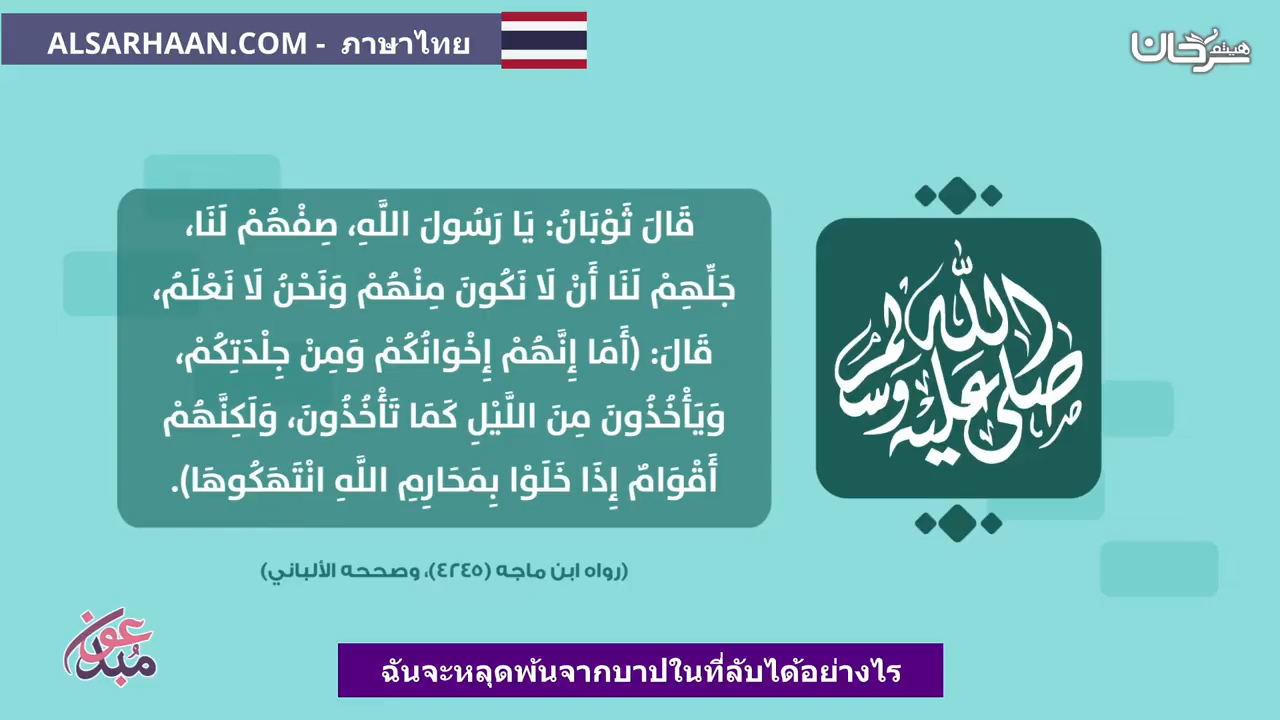 ALSARHAAN.COM - ภาษาไทย
هيثم سرحان
قَالَ ثَوْبَانُ: يَا رَسُولَ اللَّهِ، صِفْهُمْ لَنَا،
جَلِّهِمْ لَنَا أَنْ لَا نَكُونَ مِنْهُمْ وَنَحْنُ لَا نَعْلَمُ،
قَالَ: (أَمَا إِنَّهُمْ إِخْوَانُكُمْ وَمِنْ جِلْدَتِكُمْ،
وَيَأْخُذُونَ مِنَ اللَّيْلِ كَمَا تَأْخُذُونَ، وَلَكِنَّهُمْ
أَقْوَامٌ إِذَا خَلَوْا بِمَحَارِمِ اللَّهِ انْتَهَكُوهَا).
صلى الله عليه وسلم
(رواه ابن ماجه (٤٢٤٥)، وصححه الألباني)
مُبدعون
ฉันจะหลุดพ้นจากบาปในที่ลับได้อย่างไร